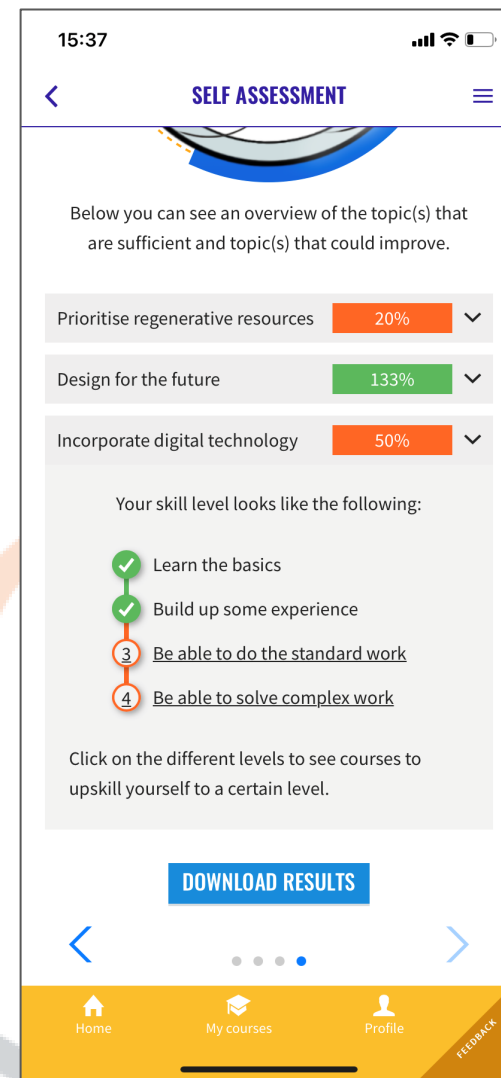 15:37
SELF ASSESSMENT
Below you can see an overview of the topic(s) that
are sufficient and topic(s) that could improve.
Prioritise regenerative resources 20%
Design for the future 133%
Incorporate digital technology 50%
Your skill level looks like the following:
Learn the basics
Build up some experience
3 Be able to do the standard work
4 Be able to solve complex work
Click on the different levels to see courses to
upskill yourself to a certain level.
DOWNLOAD RESULTS
Home My courses Profile
FEEDBACK